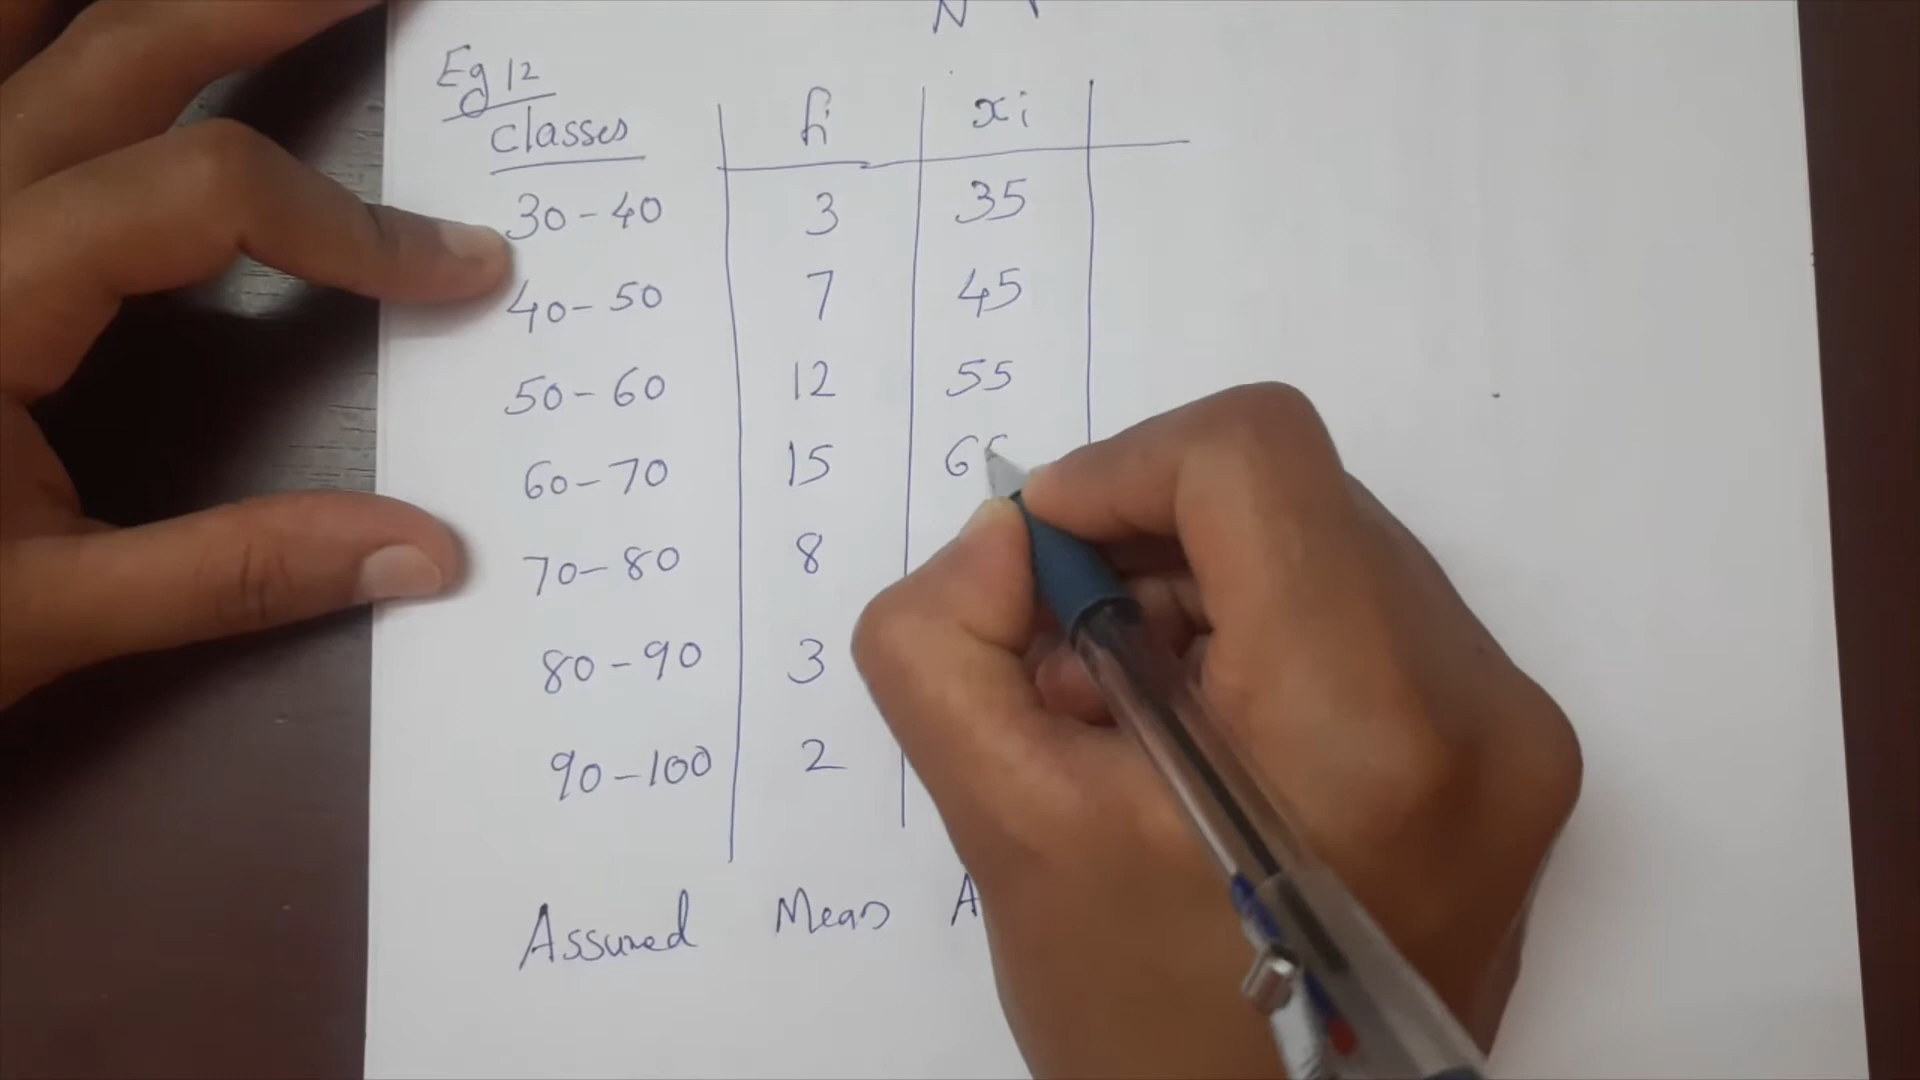 N
Eg 12
Classes fi xi
30-40 3 35
40-50 7 45
50-60 12 55
60-70 15 65
70-80 8
80-90 3
90-100 2
Assumed Mean A